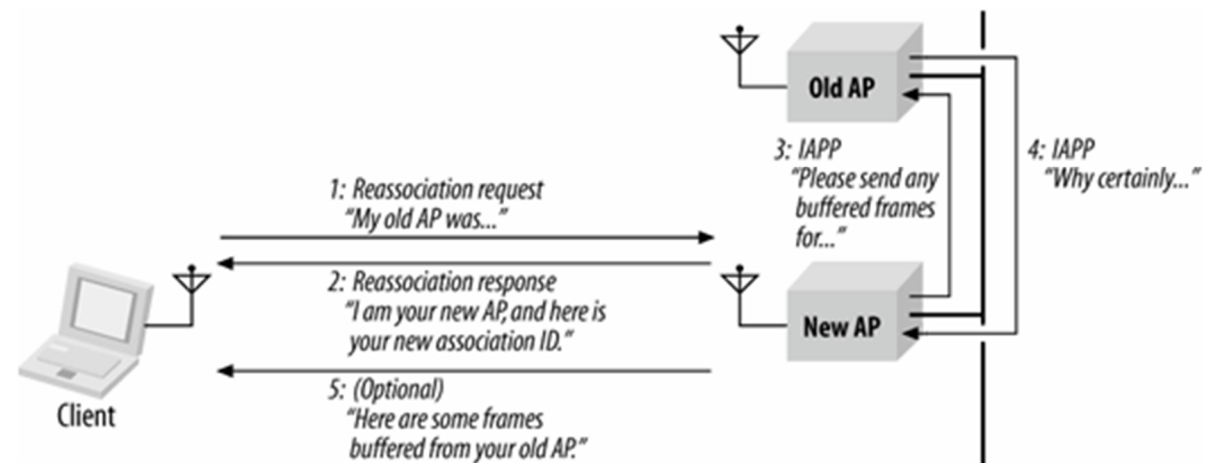 Old AP
3: IAPP
"Please send any
buffered frames
for..."
4: IAPP
"Why certainly..."
1: Reassociation request
"My old AP was..."
2: Reassociation response
"I am your new AP, and here is
your new association ID."
New AP
5: (Optional)
"Here are some frames
buffered from your old AP."
Client